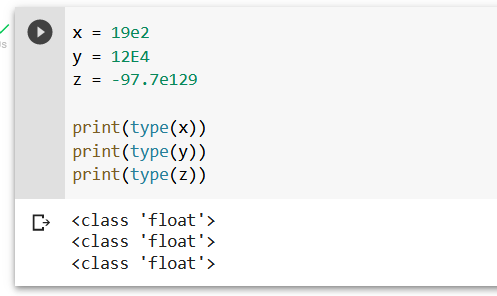 x = 19e2
y = 12E4
z = -97.7e129
print(type(x))
print(type(y))
print(type(z))
<class 'float'>
<class 'float'>
<class 'float'>